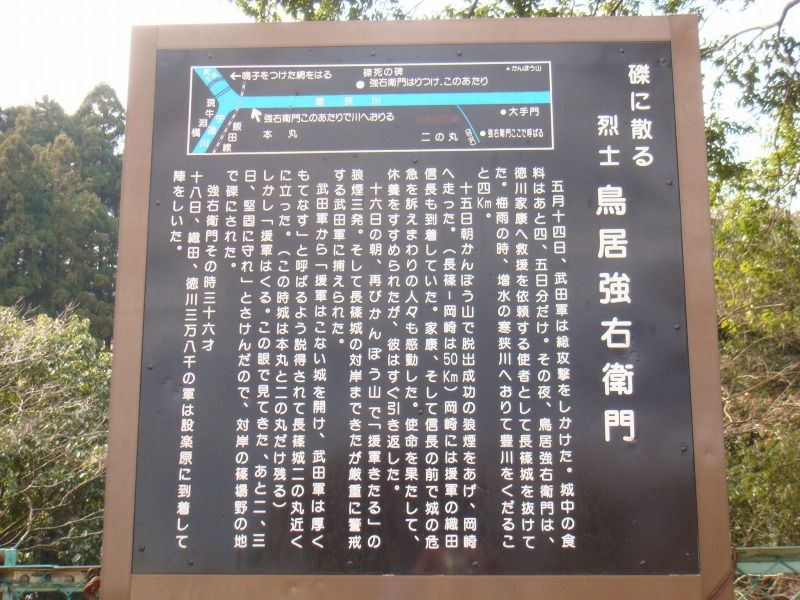 磔に散る
烈士 鳥居強右衛門
五月十四日、武田軍は総攻撃をしかけた。城中の食
料はあと四、五日分だけ。その夜、鳥居強右衛門は、
徳川家康へ救援を依頼する使者として長篠城を抜けて
た。梅雨の時、増水の寒狭川へおりて豊川をくだるこ
と四Km。
十五日朝かんぼう山で脱出成功の狼煙をあげ、岡崎
へ走った。(長篠ー岡崎は50Km)岡崎には援軍の織田
信長も到着していた。家康、そして信長の前で城の危
急を訴えまわりの人々も感動した。使命を果たして、
休養をすすめられたが、彼はすぐ引き返した。
十六日の朝、再びかんぼう山で「援軍きたる」の
狼煙三発。そして長篠城の対岸まできたが厳重に警戒
する武田軍に捕えられた。
武田軍から「援軍はこない城を開け、武田軍は厚く
もてなす」と呼ばるよう説得されて長篠城二の丸近く
に立った。(この時城は本丸と二の丸だけ残る)
しかし「援軍はくる。この眼で見てきた、あと二、三
日、堅固に守れ」とさけんだので、対岸の篠場野の地
で磔にされた。
強右衛門その時三十六才
十八日、織田、徳川三万八千の軍は設楽原に到着して
陣をしいた。
←鳴子をつけた網をはる
磔死の碑
強右衛門はりつけ、このあたり
▲かんぼう山
寒狭川
強右衛門このあたりで川へおりる
本丸
二の丸
大手門
強右衛門ここで呼ばる
飯田線
現牛淵橋